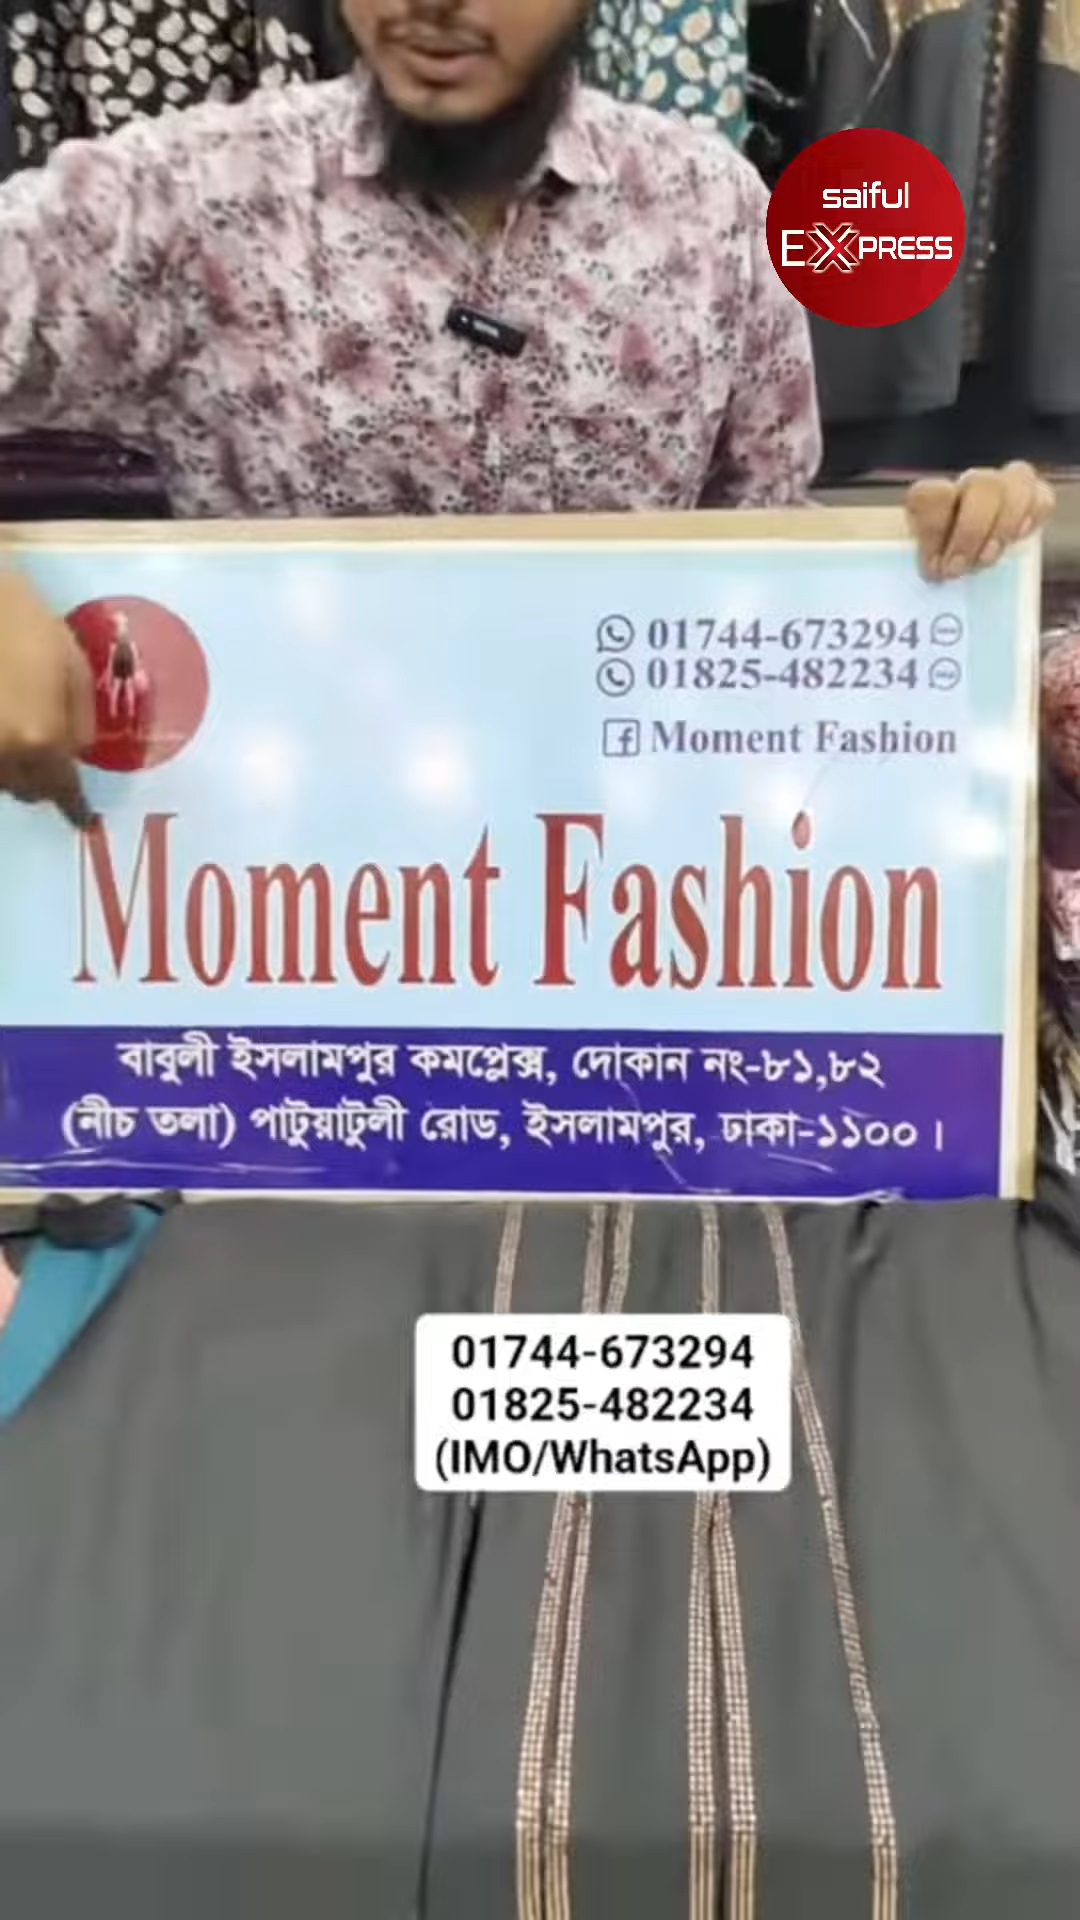 saiful
EXPRESS
01744-673294
01825-482234
Moment Fashion
Moment Fashion
বাবুলী ইসলামপুর কমপ্লেক্স, দোকান নং-৮১,৮২
(নীচ তলা) পাটুয়াটুলী রোড, ইসলামপুর, ঢাকা-১১০০।
01744-673294
01825-482234
(IMO/WhatsApp)